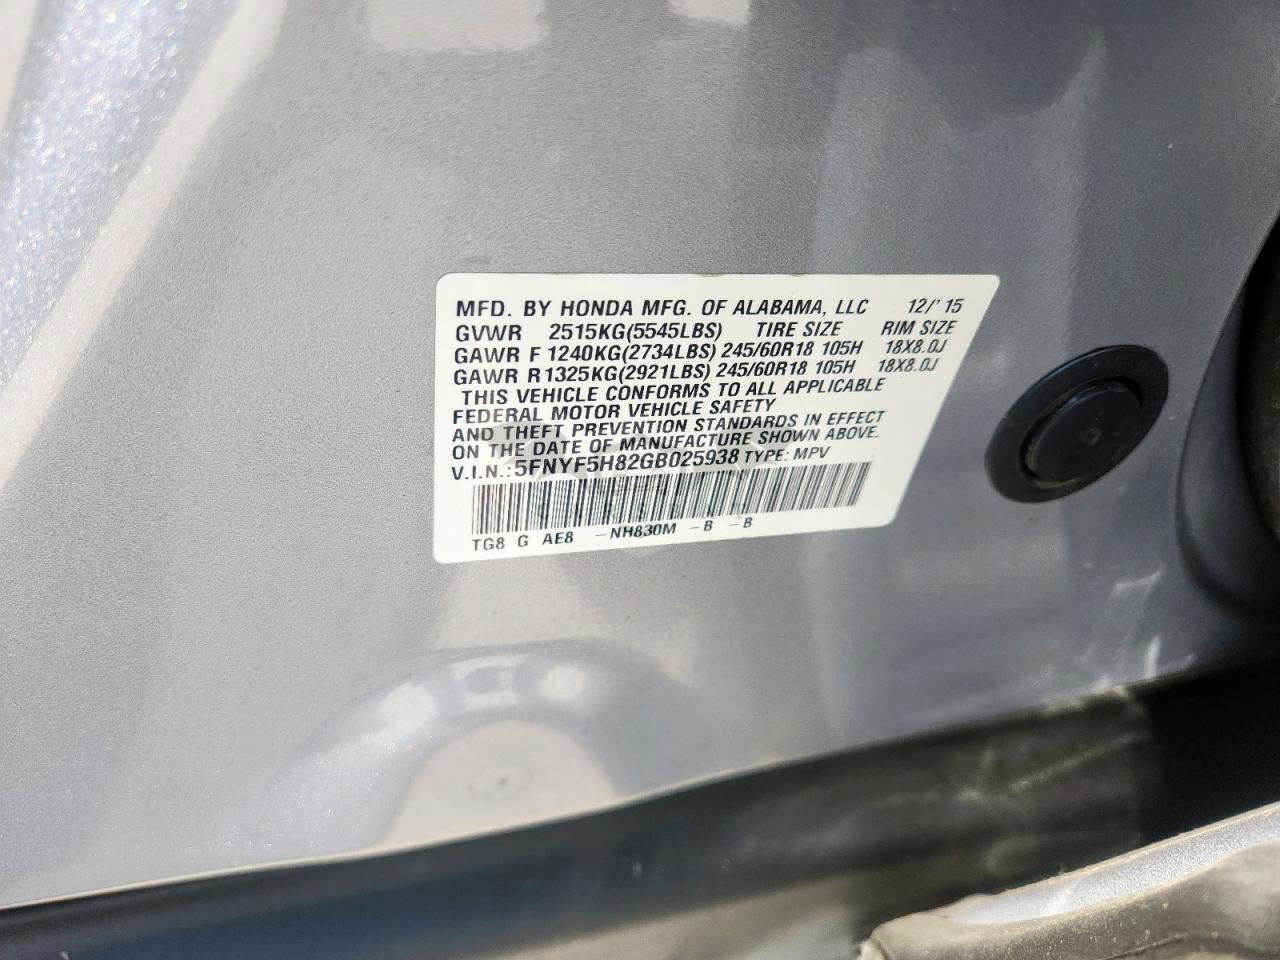 MFD. BY HONDA MFG. OF ALABAMA, LLC 12/'15
GVWR 2515KG(5545LBS) TIRE SIZE RIM SIZE
GAWR F 1240KG(2734LBS) 245/60R18 105H 18X8.0J
GAWR R 1325KG(2921LBS) 245/60R18 105H 18X8.0J
THIS VEHICLE CONFORMS TO ALL APPLICABLE
FEDERAL MOTOR VEHICLE SAFETY
AND THEFT PREVENTION STANDARDS IN EFFECT
ON THE DATE OF MANUFACTURE SHOWN ABOVE.
V.I.N.:5FNYF5H82GB025938 TYPE: MPV
TG8 G AE8 -NH830M -B -B